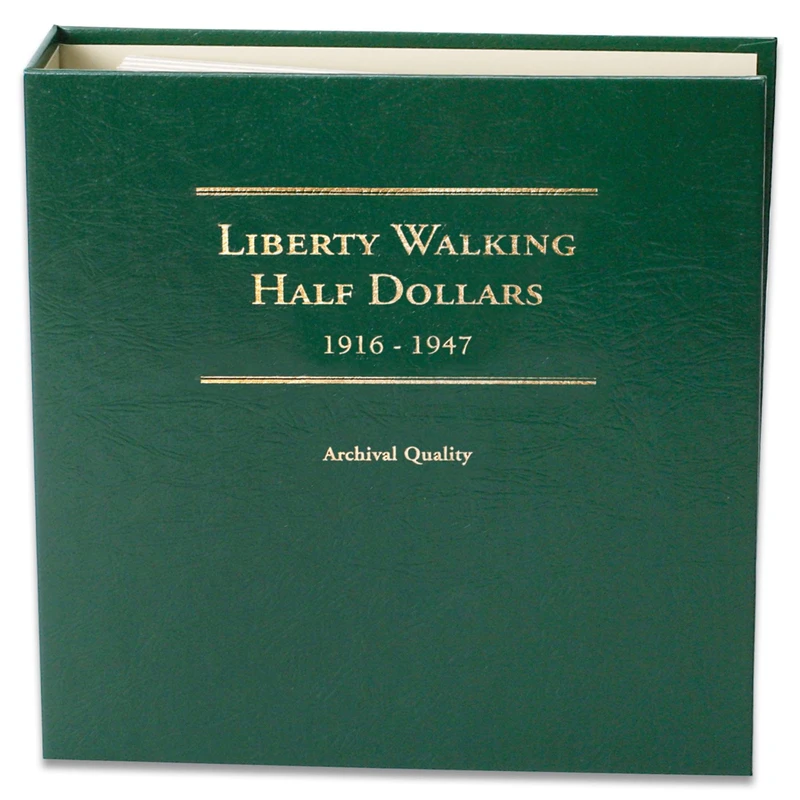 LIBERTY WALKING
HALF DOLLARS
1916 - 1947
Archival Quality